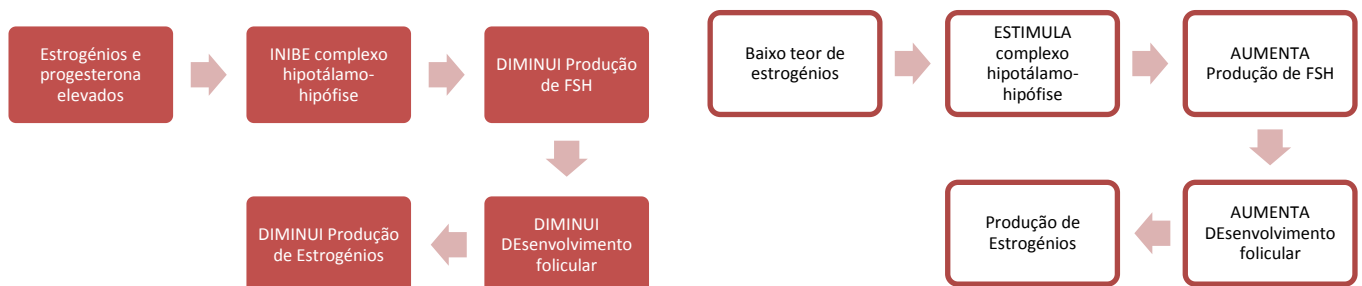 Estrogénios e
progesterona
elevados
INIBE complexo
hipotálamo-
hipófise
DIMINUI Produção
de FSH
DIMINUI
DEsenvolvimento
folicular
DIMINUI Produção
de Estrogénios
Baixo teor de
estrogénios
ESTIMULA
complexo
hipotálamo-
hipófise
AUMENTA
Produção de FSH
AUMENTA
DEsenvolvimento
folicular
Produção de
Estrogénios